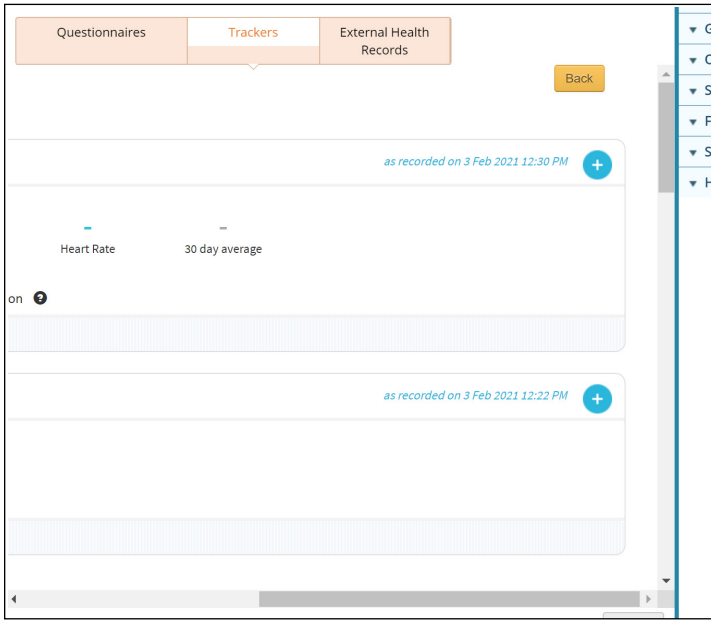 Questionnaires
Trackers
External Health
Records
Back
as recorded on 3 Feb 2021 12:30 PM
Heart Rate
30 day average
on
as recorded on 3 Feb 2021 12:22 PM